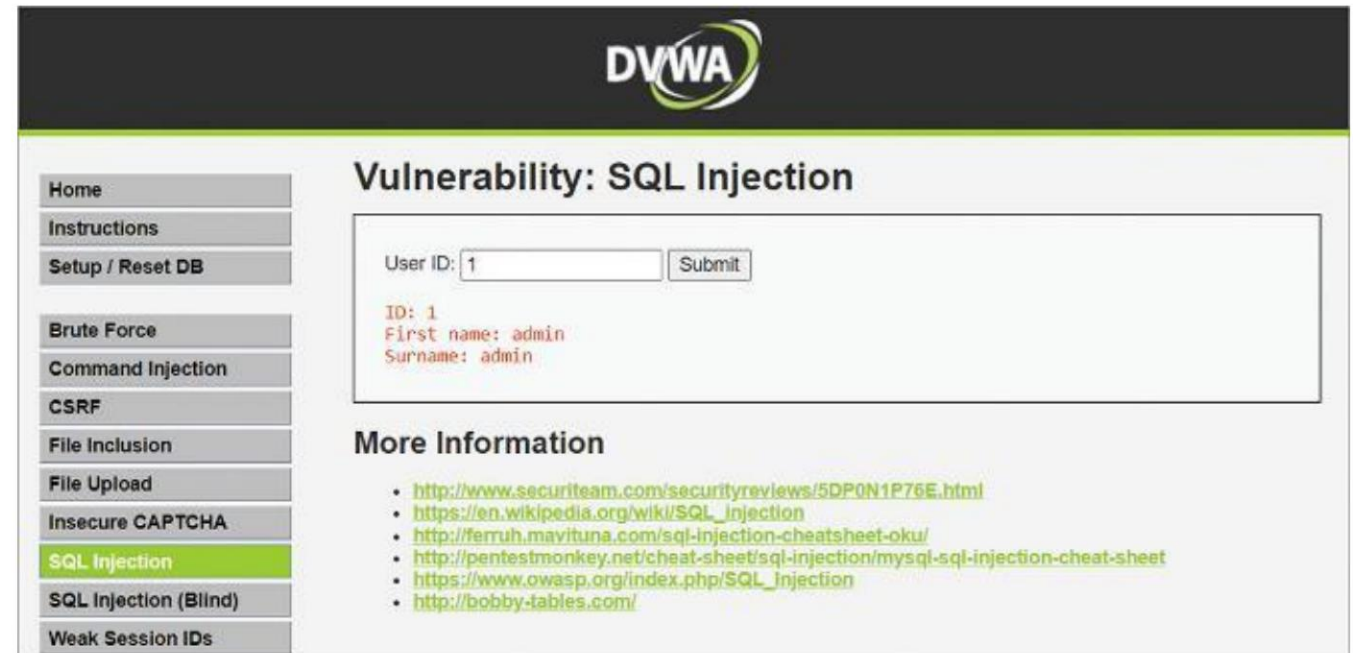 DVWA
Home
Instructions
Setup / Reset DB
Brute Force
Command Injection
CSRF
File Inclusion
File Upload
Insecure CAPTCHA
SQL Injection
SQL Injection (Blind)
Weak Session IDs
Vulnerability: SQL Injection
User ID: 1 Submit
ID: 1
First name: admin
Surname: admin
More Information
http://www.securiteam.com/securityreviews/5DP0N1P76E.html
https://en.wikipedia.org/wiki/SQL_injection
http://ferruh.mavituna.com/sql-injection-cheatsheet-oku/
http://pentestmonkey.net/cheat-sheet/sql-injection/mysql-sql-injection-cheat-sheet
https://www.owasp.org/index.php/SQL_Injection
http://bobby-tables.com/